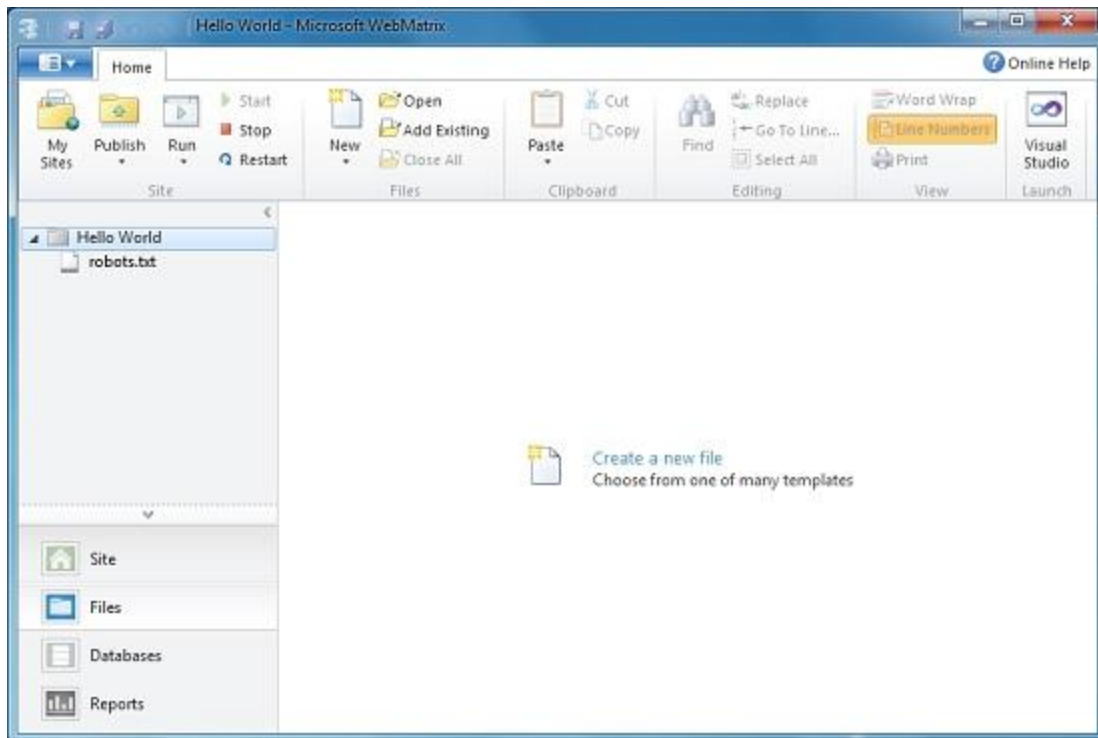 Hello World - Microsoft WebMatrix
Home
Online Help
My Sites
Publish
Run
Start
Stop
Restart
Site
New
Open
Add Existing
Close All
Files
Paste
Cut
Copy
Clipboard
Find
Replace
Go To Line...
Select All
Editing
Word Wrap
Line Numbers
Print
View
Visual Studio
Launch
Hello World
robots.txt
Create a new file
Choose from one of many templates
Site
Files
Databases
Reports